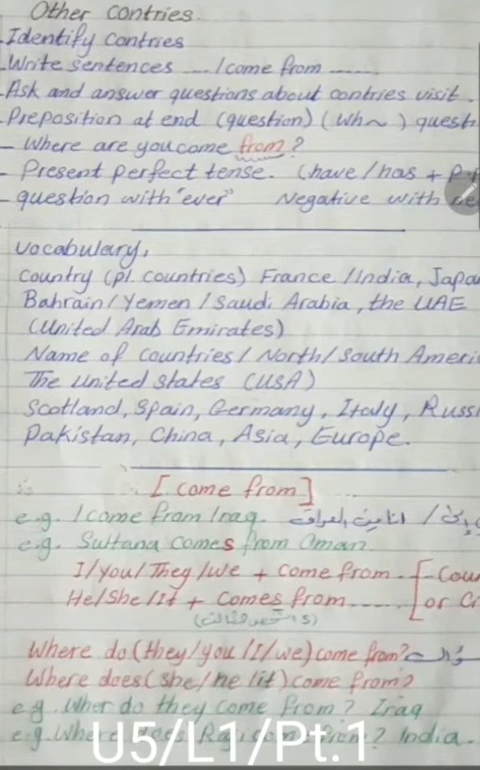 Other contries.
Identify contries
Write sentences .... I come from ........
Ask and answer questions about contries visit.
Preposition at end (question) (Wh~)
Where are you come from?
Present perfect tense. (have/has +
question with "ever" Negative with
Vocabulary,
Country (pl. countries) France / India,
Bahrain / Yemen / Saudi Arabia, the UAE
(United Arab Emirates)
Name of countries / North / South
The United states (USA)
Scotland, Spain, Germany, Italy,
Pakistan, China, Asia, Europe.
[ come from ]
e.g. I come from Iraq. انا من العراق /
e.g. Sultana comes from Oman.
I/you/They/we + come from
He/She/It + Comes from ...... or
Where do (they/you/I/we) come from?
Where does (she/he/it) come from?
e.g. Wher do they come from? Iraq
e.g. Where does come from? India.
U5/L1/Pt.1